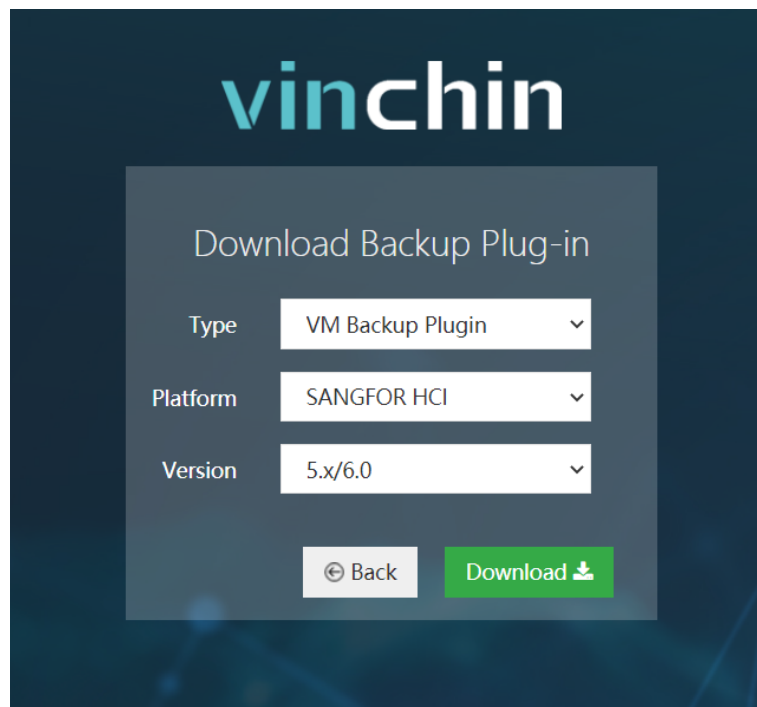 vinchin
Download Backup Plug-in
Type VM Backup Plugin
Platform SANGFOR HCI
Version 5.x/6.0
Back Download